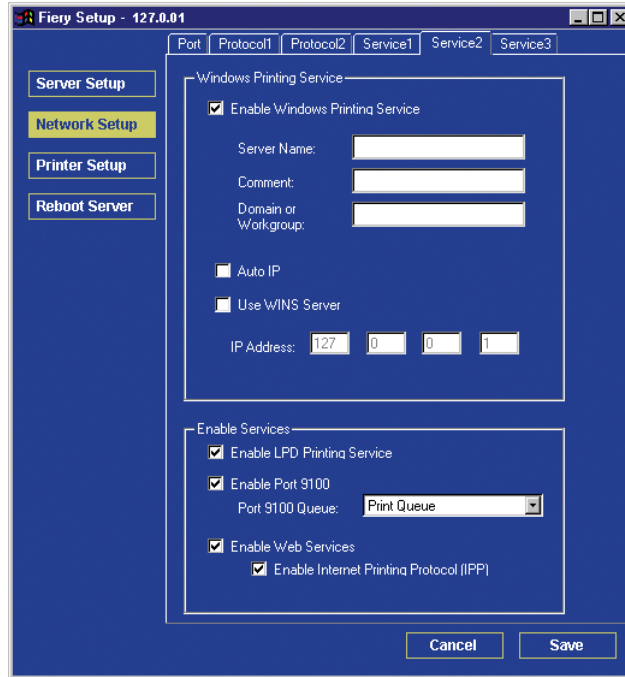 Fiery Setup - 127.0.01
Port Protocol1 Protocol2 Service1 Service2 Service3
Server Setup
Network Setup
Printer Setup
Reboot Server
Windows Printing Service
Enable Windows Printing Service
Server Name:
Comment:
Domain or
Workgroup:
Auto IP
Use WINS Server
IP Address: 127 0 0 1
Enable Services
Enable LPD Printing Service
Enable Port 9100
Port 9100 Queue: Print Queue
Enable Web Services
Enable Internet Printing Protocol (IPP)
Cancel Save